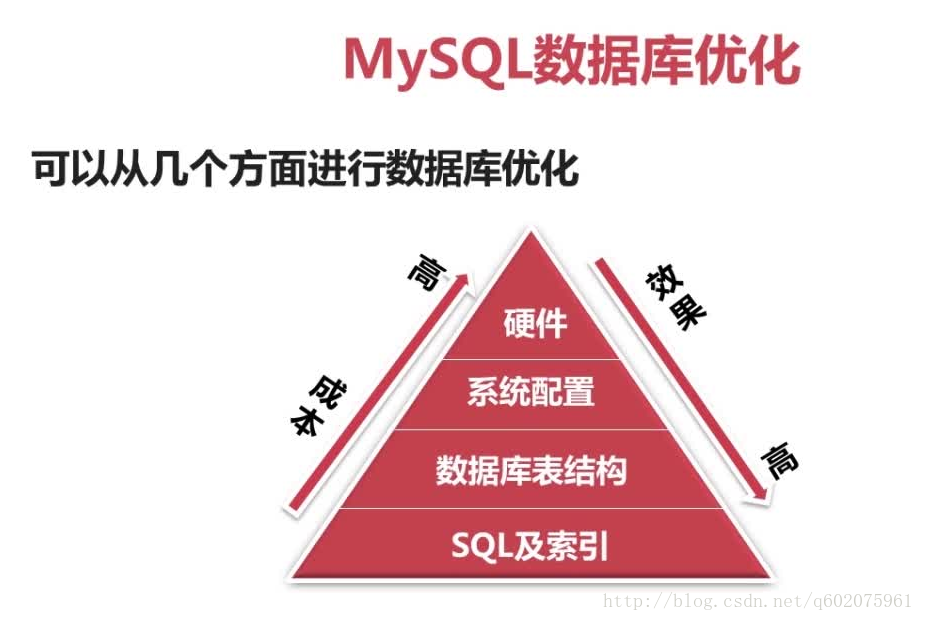 MySQL数据库优化
可以从几个方面进行数据库优化
高
成本
硬件
系统配置
数据库表结构
SQL及索引
效果
高
http://blog.csdn.net/q602075961